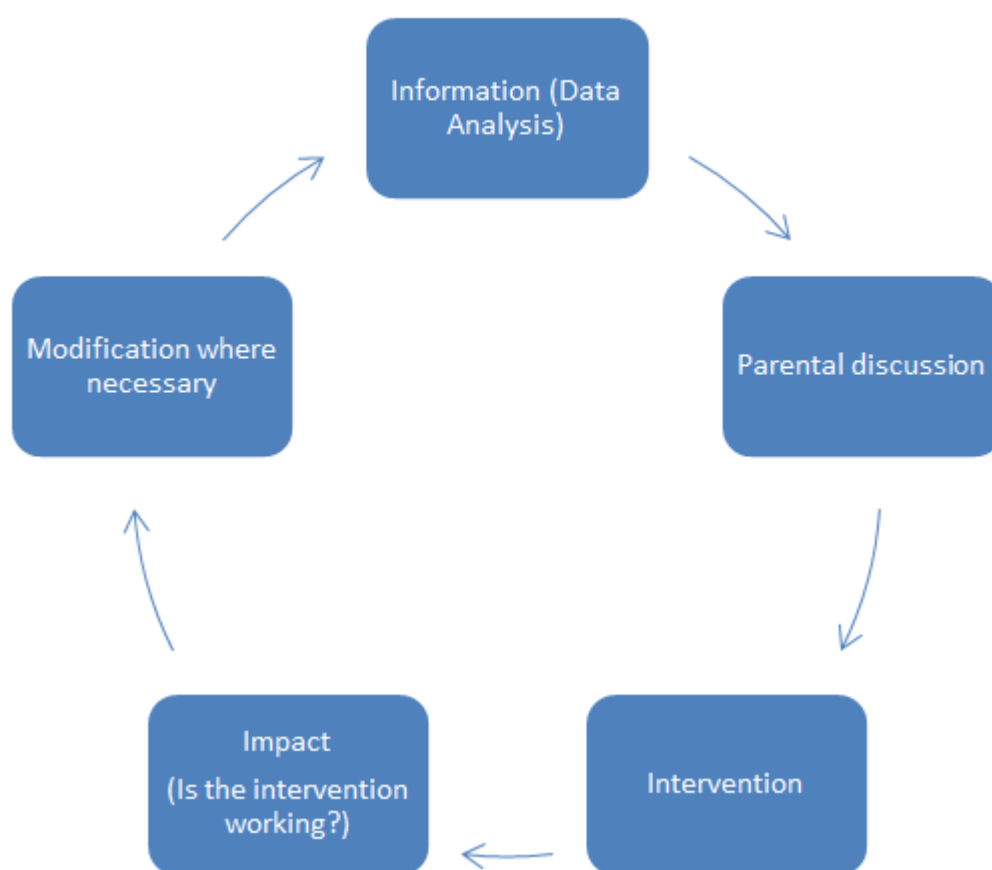 Information (Data
Analysis)
Parental discussion
Intervention
Impact
(Is the intervention
working?)
Modification where
necessary